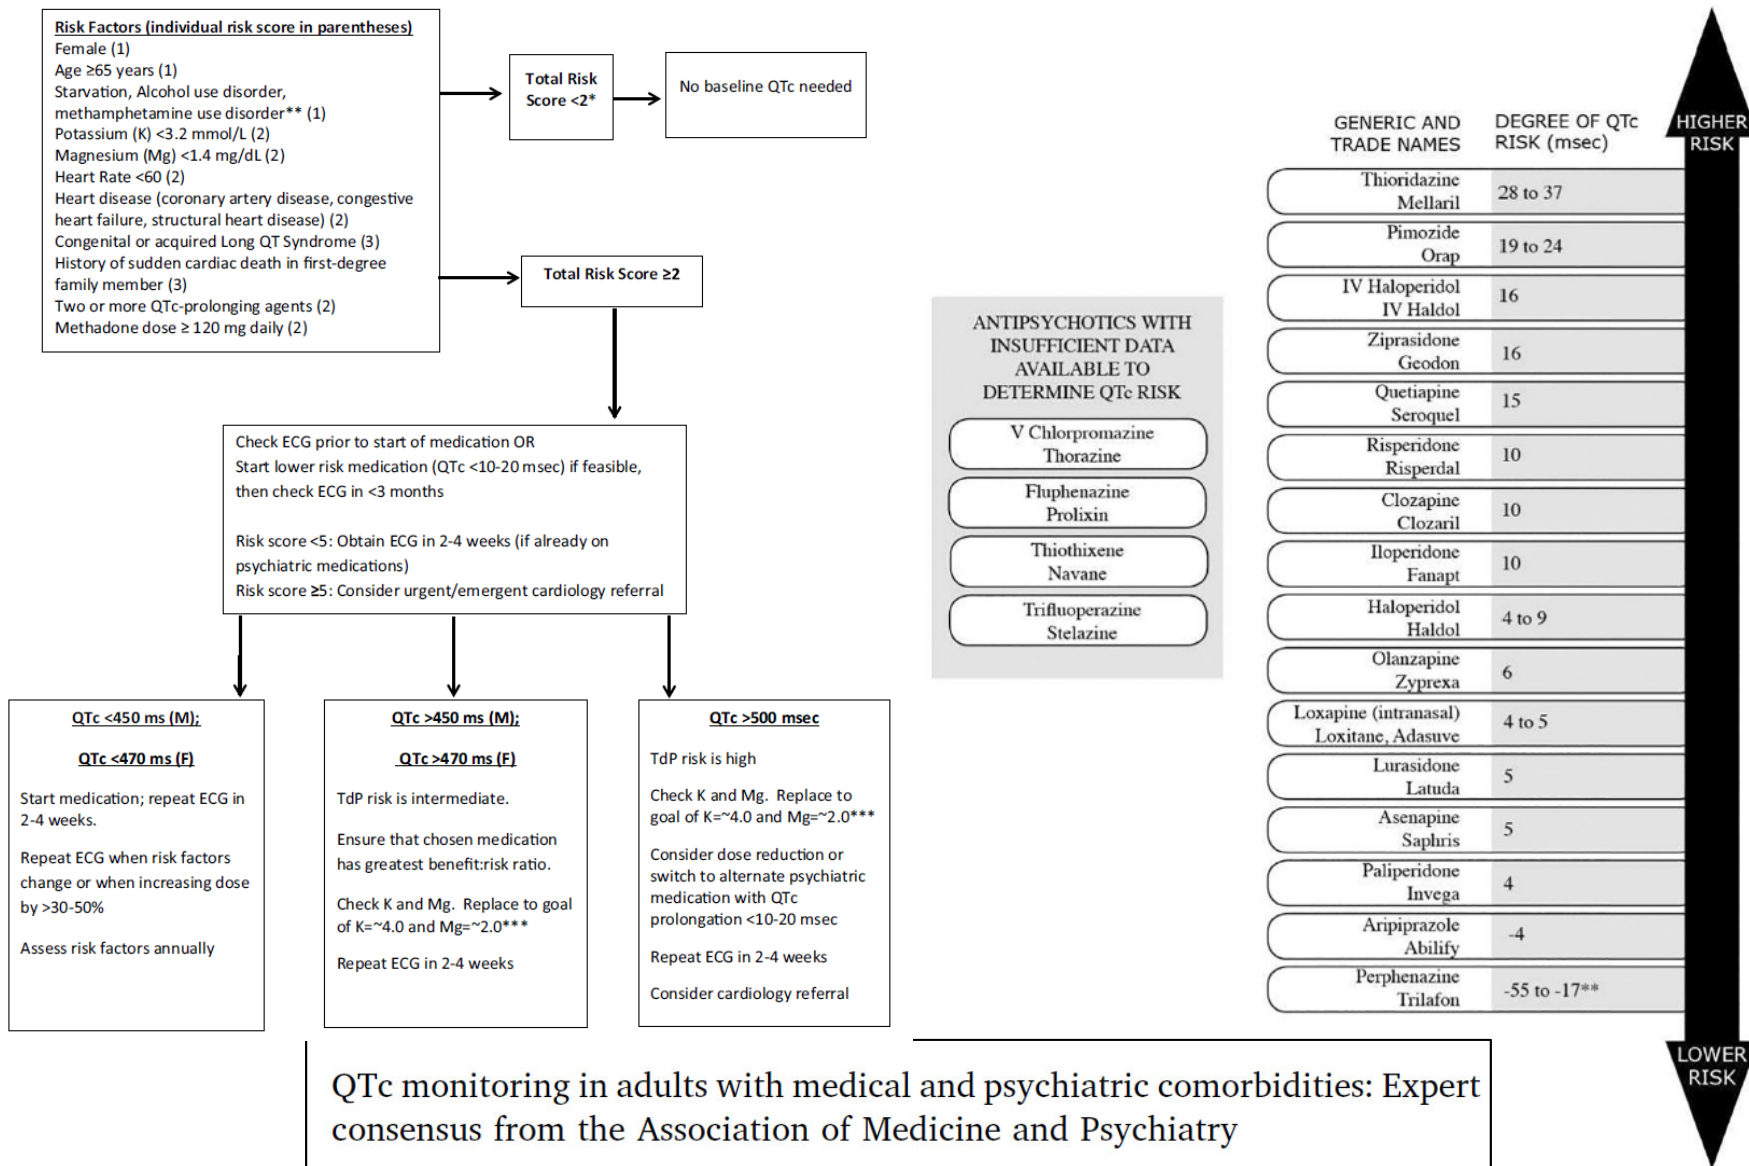 Risk Factors (individual risk score in parentheses)
Female (1)
Age ≥65 years (1)
Starvation, Alcohol use disorder,
methamphetamine use disorder** (1)
Potassium (K) <3.2 mmol/L (2)
Magnesium (Mg) <1.4 mg/dL (2)
Heart Rate <60 (2)
Heart disease (coronary artery disease, congestive
heart failure, structural heart disease) (2)
Congenital or acquired Long QT Syndrome (3)
History of sudden cardiac death in first-degree
family member (3)
Two or more QTc-prolonging agents (2)
Methadone dose ≥ 120 mg daily (2)
Total Risk
Score <2*
No baseline QTc needed
Total Risk Score ≥2
Check ECG prior to start of medication OR
Start lower risk medication (QTc <10-20 msec) if feasible,
then check ECG in <3 months
Risk score <5: Obtain ECG in 2-4 weeks (if already on
psychiatric medications)
Risk score ≥5: Consider urgent/emergent cardiology referral
QTc <450 ms (M);
QTc <470 ms (F)
Start medication; repeat ECG in
2-4 weeks.
Repeat ECG when risk factors
change or when increasing dose
by >30-50%
Assess risk factors annually
QTc >450 ms (M);
QTc >470 ms (F)
TdP risk is intermediate.
Ensure that chosen medication
has greatest benefit:risk ratio.
Check K and Mg. Replace to goal
of K=~4.0 and Mg=~2.0***
Repeat ECG in 2-4 weeks
QTc >500 msec
TdP risk is high
Check K and Mg. Replace to
goal of K=~4.0 and Mg=~2.0***
Consider dose reduction or
switch to alternate psychiatric
medication with QTc
prolongation <10-20 msec
Repeat ECG in 2-4 weeks
Consider cardiology referral
ANTIPSYCHOTICS WITH
INSUFFICIENT DATA
AVAILABLE TO
DETERMINE QTc RISK
V Chlorpromazine
Thorazine
Fluphenazine
Prolixin
Thiothixene
Navane
Trifluoperazine
Stelazine
GENERIC AND
TRADE NAMES
DEGREE OF QTc
RISK (msec)
HIGHER
RISK
Thioridazine
Mellaril
28 to 37
Pimozide
Orap
19 to 24
IV Haloperidol
IV Haldol
16
Ziprasidone
Geodon
16
Quetiapine
Seroquel
15
Risperidone
Risperdal
10
Clozapine
Clozaril
10
Iloperidone
Fanapt
10
Haloperidol
Haldol
4 to 9
Olanzapine
Zyprexa
6
Loxapine (intranasal)
Loxitane, Adasuve
4 to 5
Lurasidone
Latuda
5
Asenapine
Saphris
5
Paliperidone
Invega
4
Aripiprazole
Abilify
-4
Perphenazine
Trilafon
-55 to -17**
LOWER
RISK
QTc monitoring in adults with medical and psychiatric comorbidities: Expert
consensus from the Association of Medicine and Psychiatry